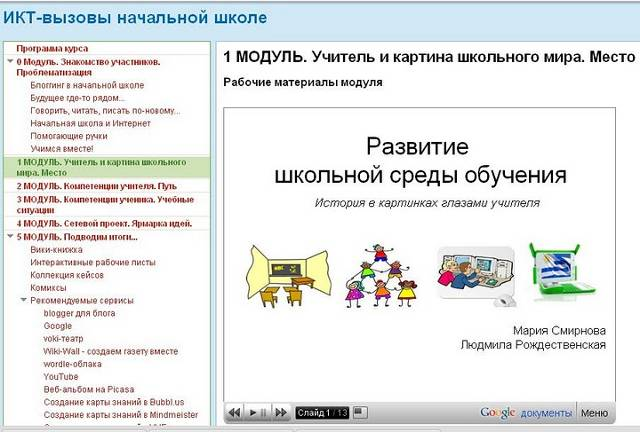 ИКТ-вызовы начальной школе
Программа курса
0 Модуль. Знакомство участников.
Проблематизация
Блоггинг в начальной школе
Будущее где-то рядом...
Говорить, читать, писать по-новому...
Начальная школа и Интернет
Помогающие ручки
Учимся вместе!
1 МОДУЛЬ. Учитель и картина школьного
мира. Место
2 МОДУЛЬ. Компетенции учителя. Путь
3 МОДУЛЬ. Компетенции ученика. Учебные
ситуации
4 МОДУЛЬ. Сетевой проект. Ярмарка идей.
5 МОДУЛЬ. Подводим итоги...
Вики-книжка
Интерактивные рабочие листы
Коллекция кейсов
Комиксы
Рекомендуемые сервисы
blogger для блога
Google
voki-театр
Wiki-Wall - создаем газету вместе
wordle-облака
YouTube
Веб-альбом на Picasa
Создание карты знаний в Bubbl.us
Создание карты знаний в Mindmeister
1 МОДУЛЬ. Учитель и картина школьного мира. Место
Рабочие материалы модуля
Развитие
школьной среды обучения
История в картинках глазами учителя
Мария Смирнова
Людмила Рождественская
Слайд 1 / 13
Google документы
Меню